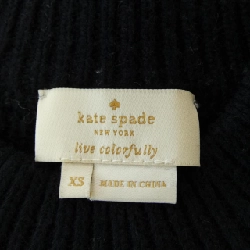 kate spade
NEW YORK
live colorfully
XS
MADE IN CHINA